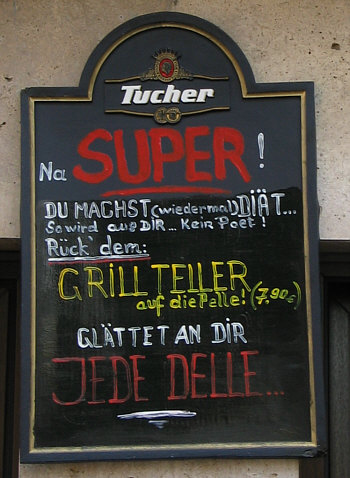 Tucher
Na SUPER!
DU MACHST (wiedermal) DIÄT...
So wird aus DIR... Kein Poet!
Rück' dem:
GRILLTELLER
auf die Pelle! (7,90€)
GLÄTTET AN DIR
JEDE DELLE...